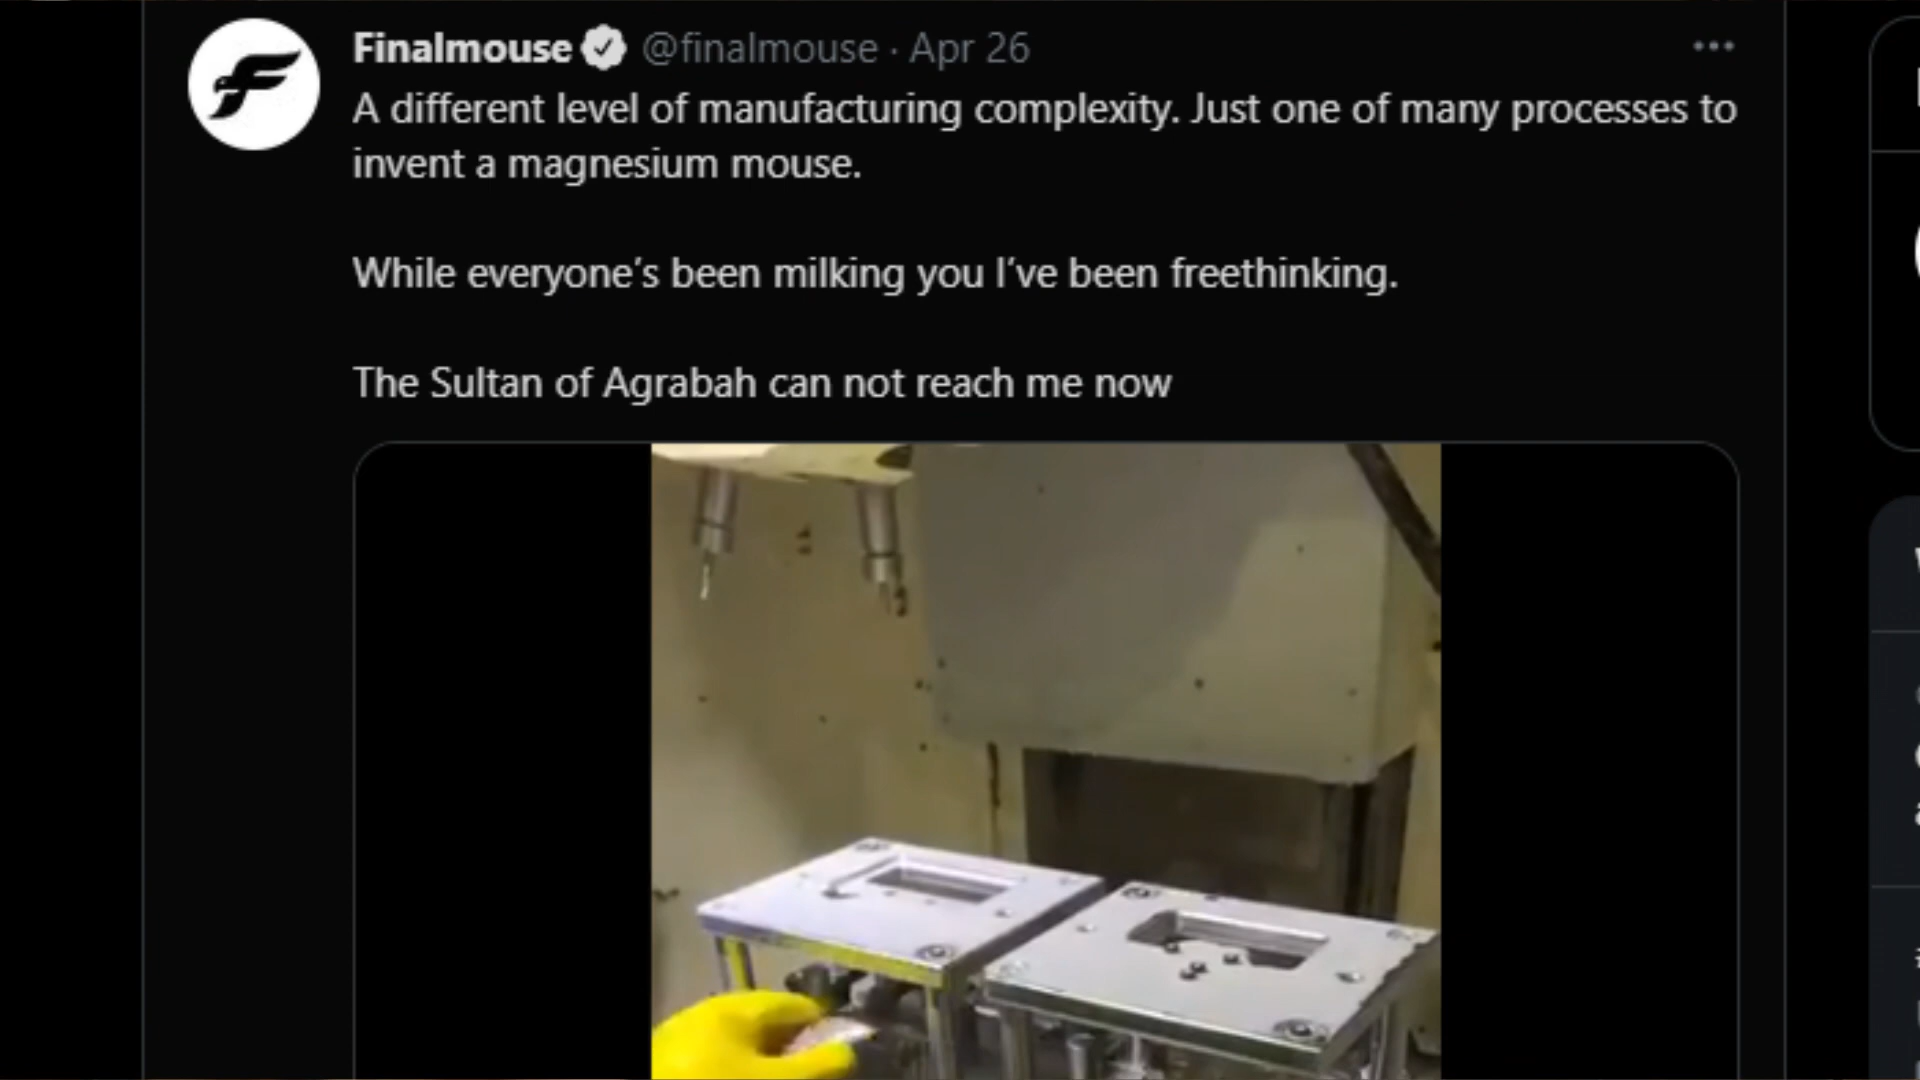 Finalmouse @finalmouse · Apr 26
A different level of manufacturing complexity. Just one of many processes to
invent a magnesium mouse.
While everyone's been milking you I've been freethinking.
The Sultan of Agrabah can not reach me now